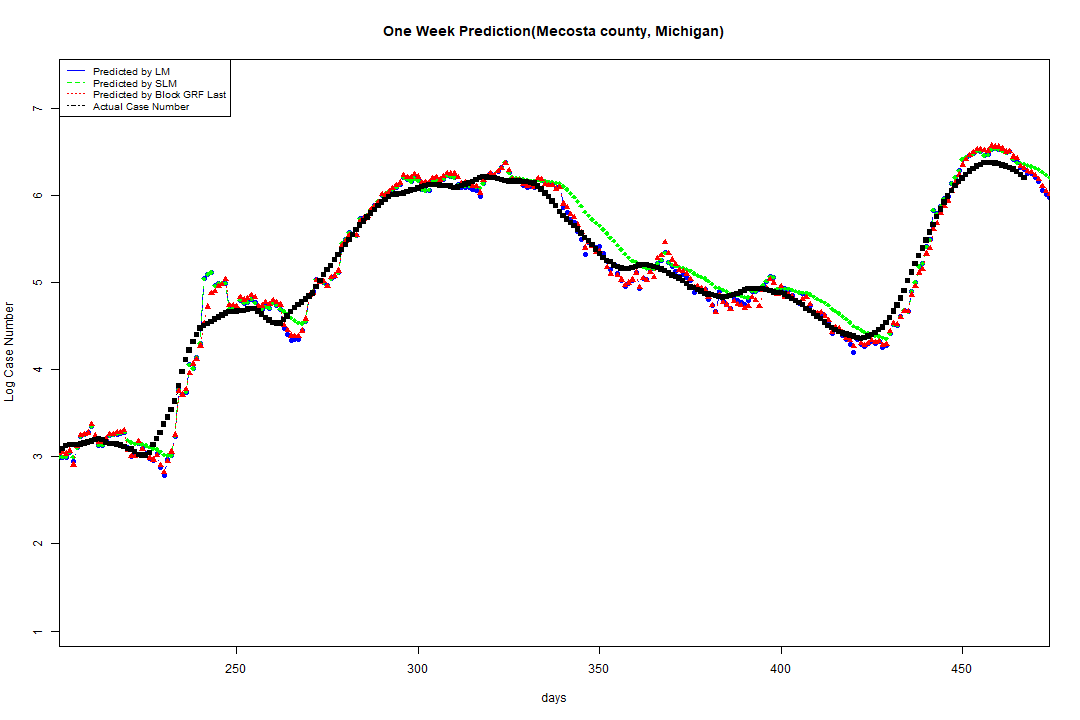 One Week Prediction(Mecosta county, Michigan)
Predicted by LM
Predicted by SLM
Predicted by Block GRF Last
Actual Case Number
7
6
5
4
3
2
1
Log Case Number
250
300
350
400
450
days